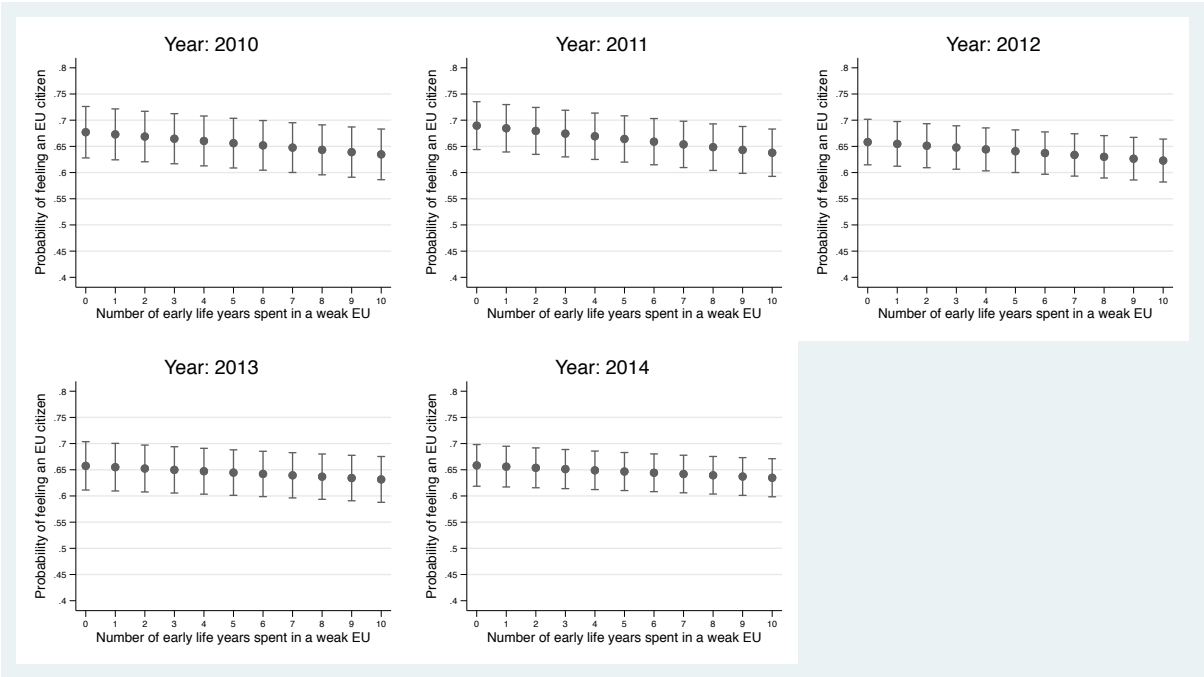 Year: 2010
Probability of feeling an EU citizen
.8
.75
.7
.65
.6
.55
.5
.45
.4
0 1 2 3 4 5 6 7 8 9 10
Number of early life years spent in a weak EU
Year: 2011
Probability of feeling an EU citizen
.8
.75
.7
.65
.6
.55
.5
.45
.4
0 1 2 3 4 5 6 7 8 9 10
Number of early life years spent in a weak EU
Year: 2012
Probability of feeling an EU citizen
.8
.75
.7
.65
.6
.55
.5
.45
.4
0 1 2 3 4 5 6 7 8 9 10
Number of early life years spent in a weak EU
Year: 2013
Probability of feeling an EU citizen
.8
.75
.7
.65
.6
.55
.5
.45
.4
0 1 2 3 4 5 6 7 8 9 10
Number of early life years spent in a weak EU
Year: 2014
Probability of feeling an EU citizen
.8
.75
.7
.65
.6
.55
.5
.45
.4
0 1 2 3 4 5 6 7 8 9 10
Number of early life years spent in a weak EU